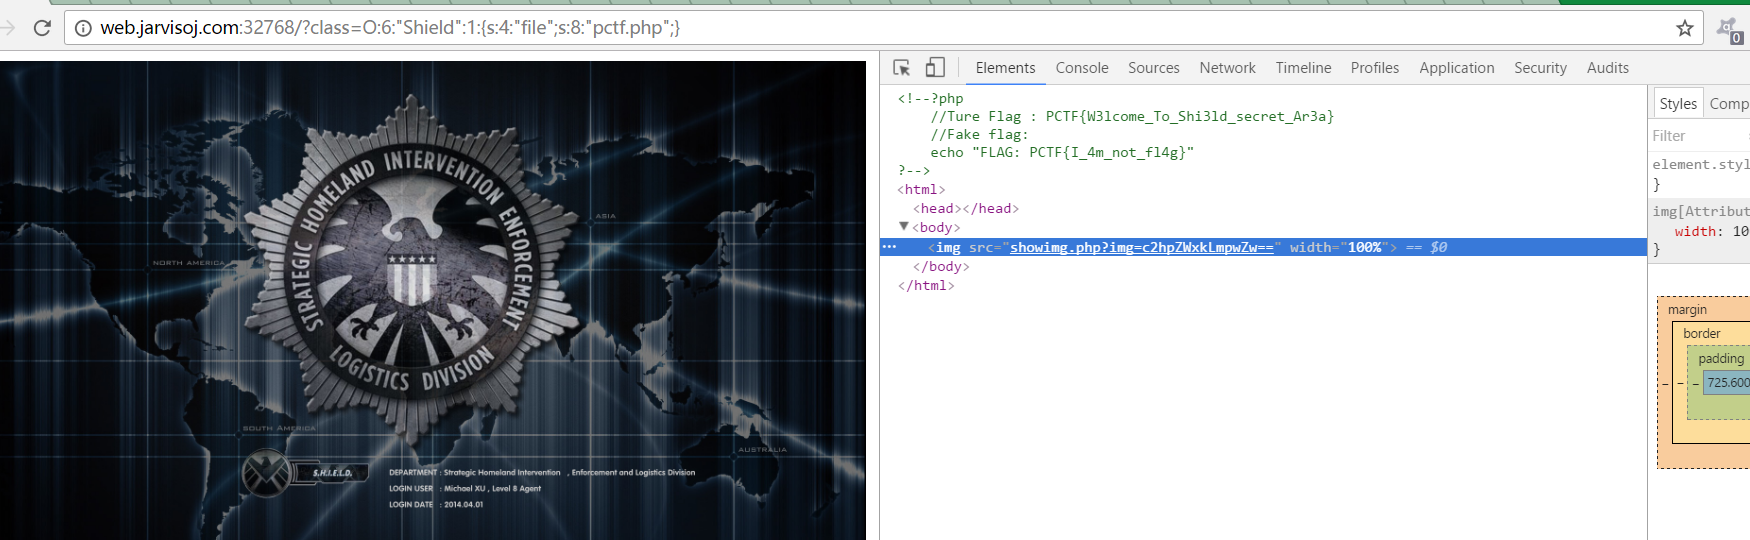 web.jarvisoj.com:32768/?class=O:6:"Shield":1:{s:4:"file";s:8:"pctf.php";}
0
STRATEGIC HOMELAND INTERVENTION ENFORCEMENT
LOGISTICS DIVISION
ASIA
NORTH AMERICA
SOUTH AMERICA
AUSTRALIA
S.H.I.E.L.D.
DEPARTMENT : Strategic Homeland Intervention , Enforcement and Logistics Division
LOGIN USER : Michael XU , Level 8 Agent
LOGIN DATE : 2014.04.01
Elements Console Sources Network Timeline Profiles Application Security Audits
<!--?php
//Ture Flag : PCTF{W3lcome_To_Shi3ld_secret_Ar3a}
//Fake flag:
echo "FLAG: PCTF{I_4m_not_fl4g}"
?-->
<html>
<head></head>
<body>
<img src="showimg.php?img=c2hpZWxkLmpwZw==" width="100%"> == $0
</body>
</html>
Styles Comp
Filter
element.styl
}
img[Attribut
width: 10
}
margin
border
padding
725.600